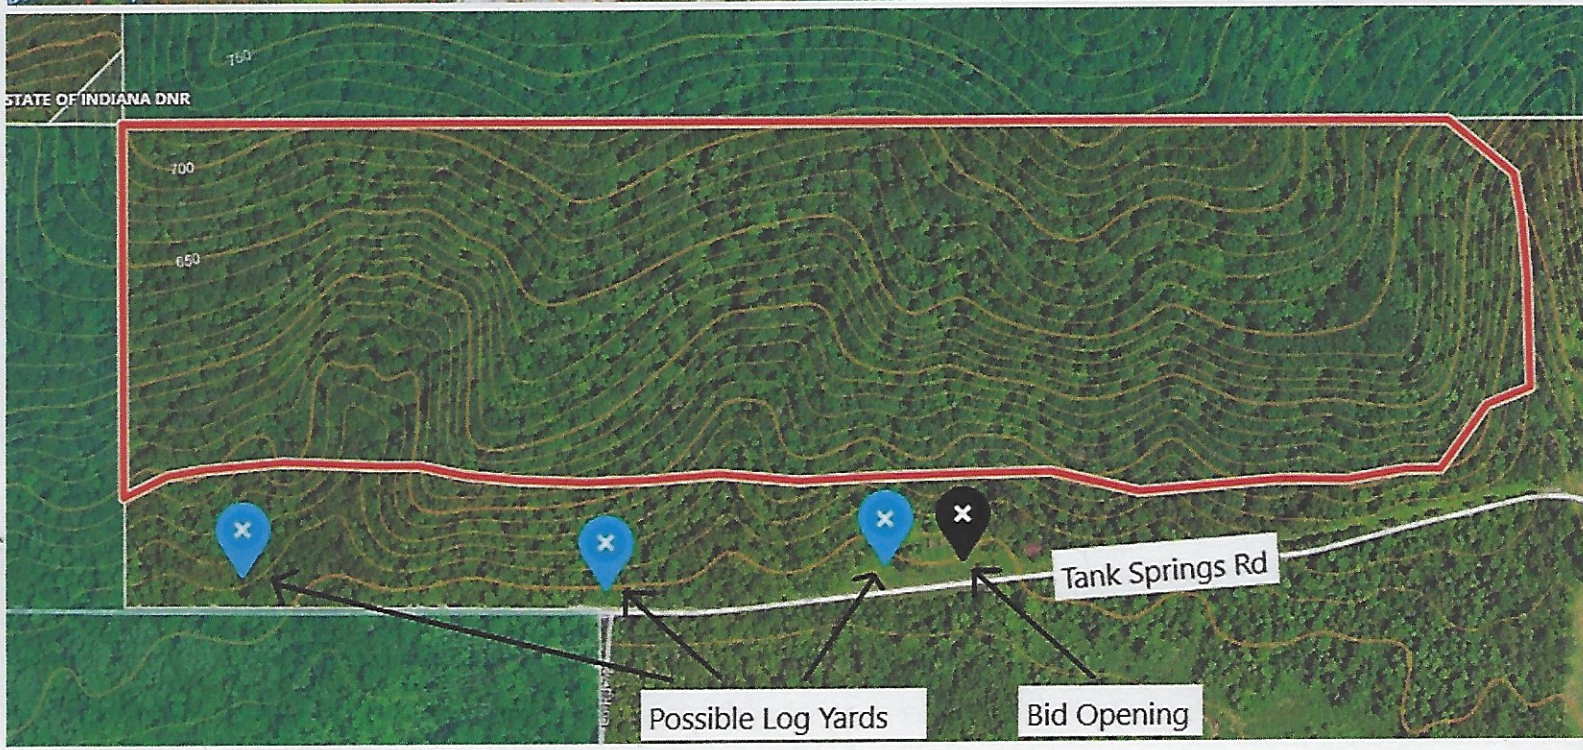 750
STATE OF INDIANA DNR
700
650
Tank Springs Rd
Possible Log Yards
Bid Opening